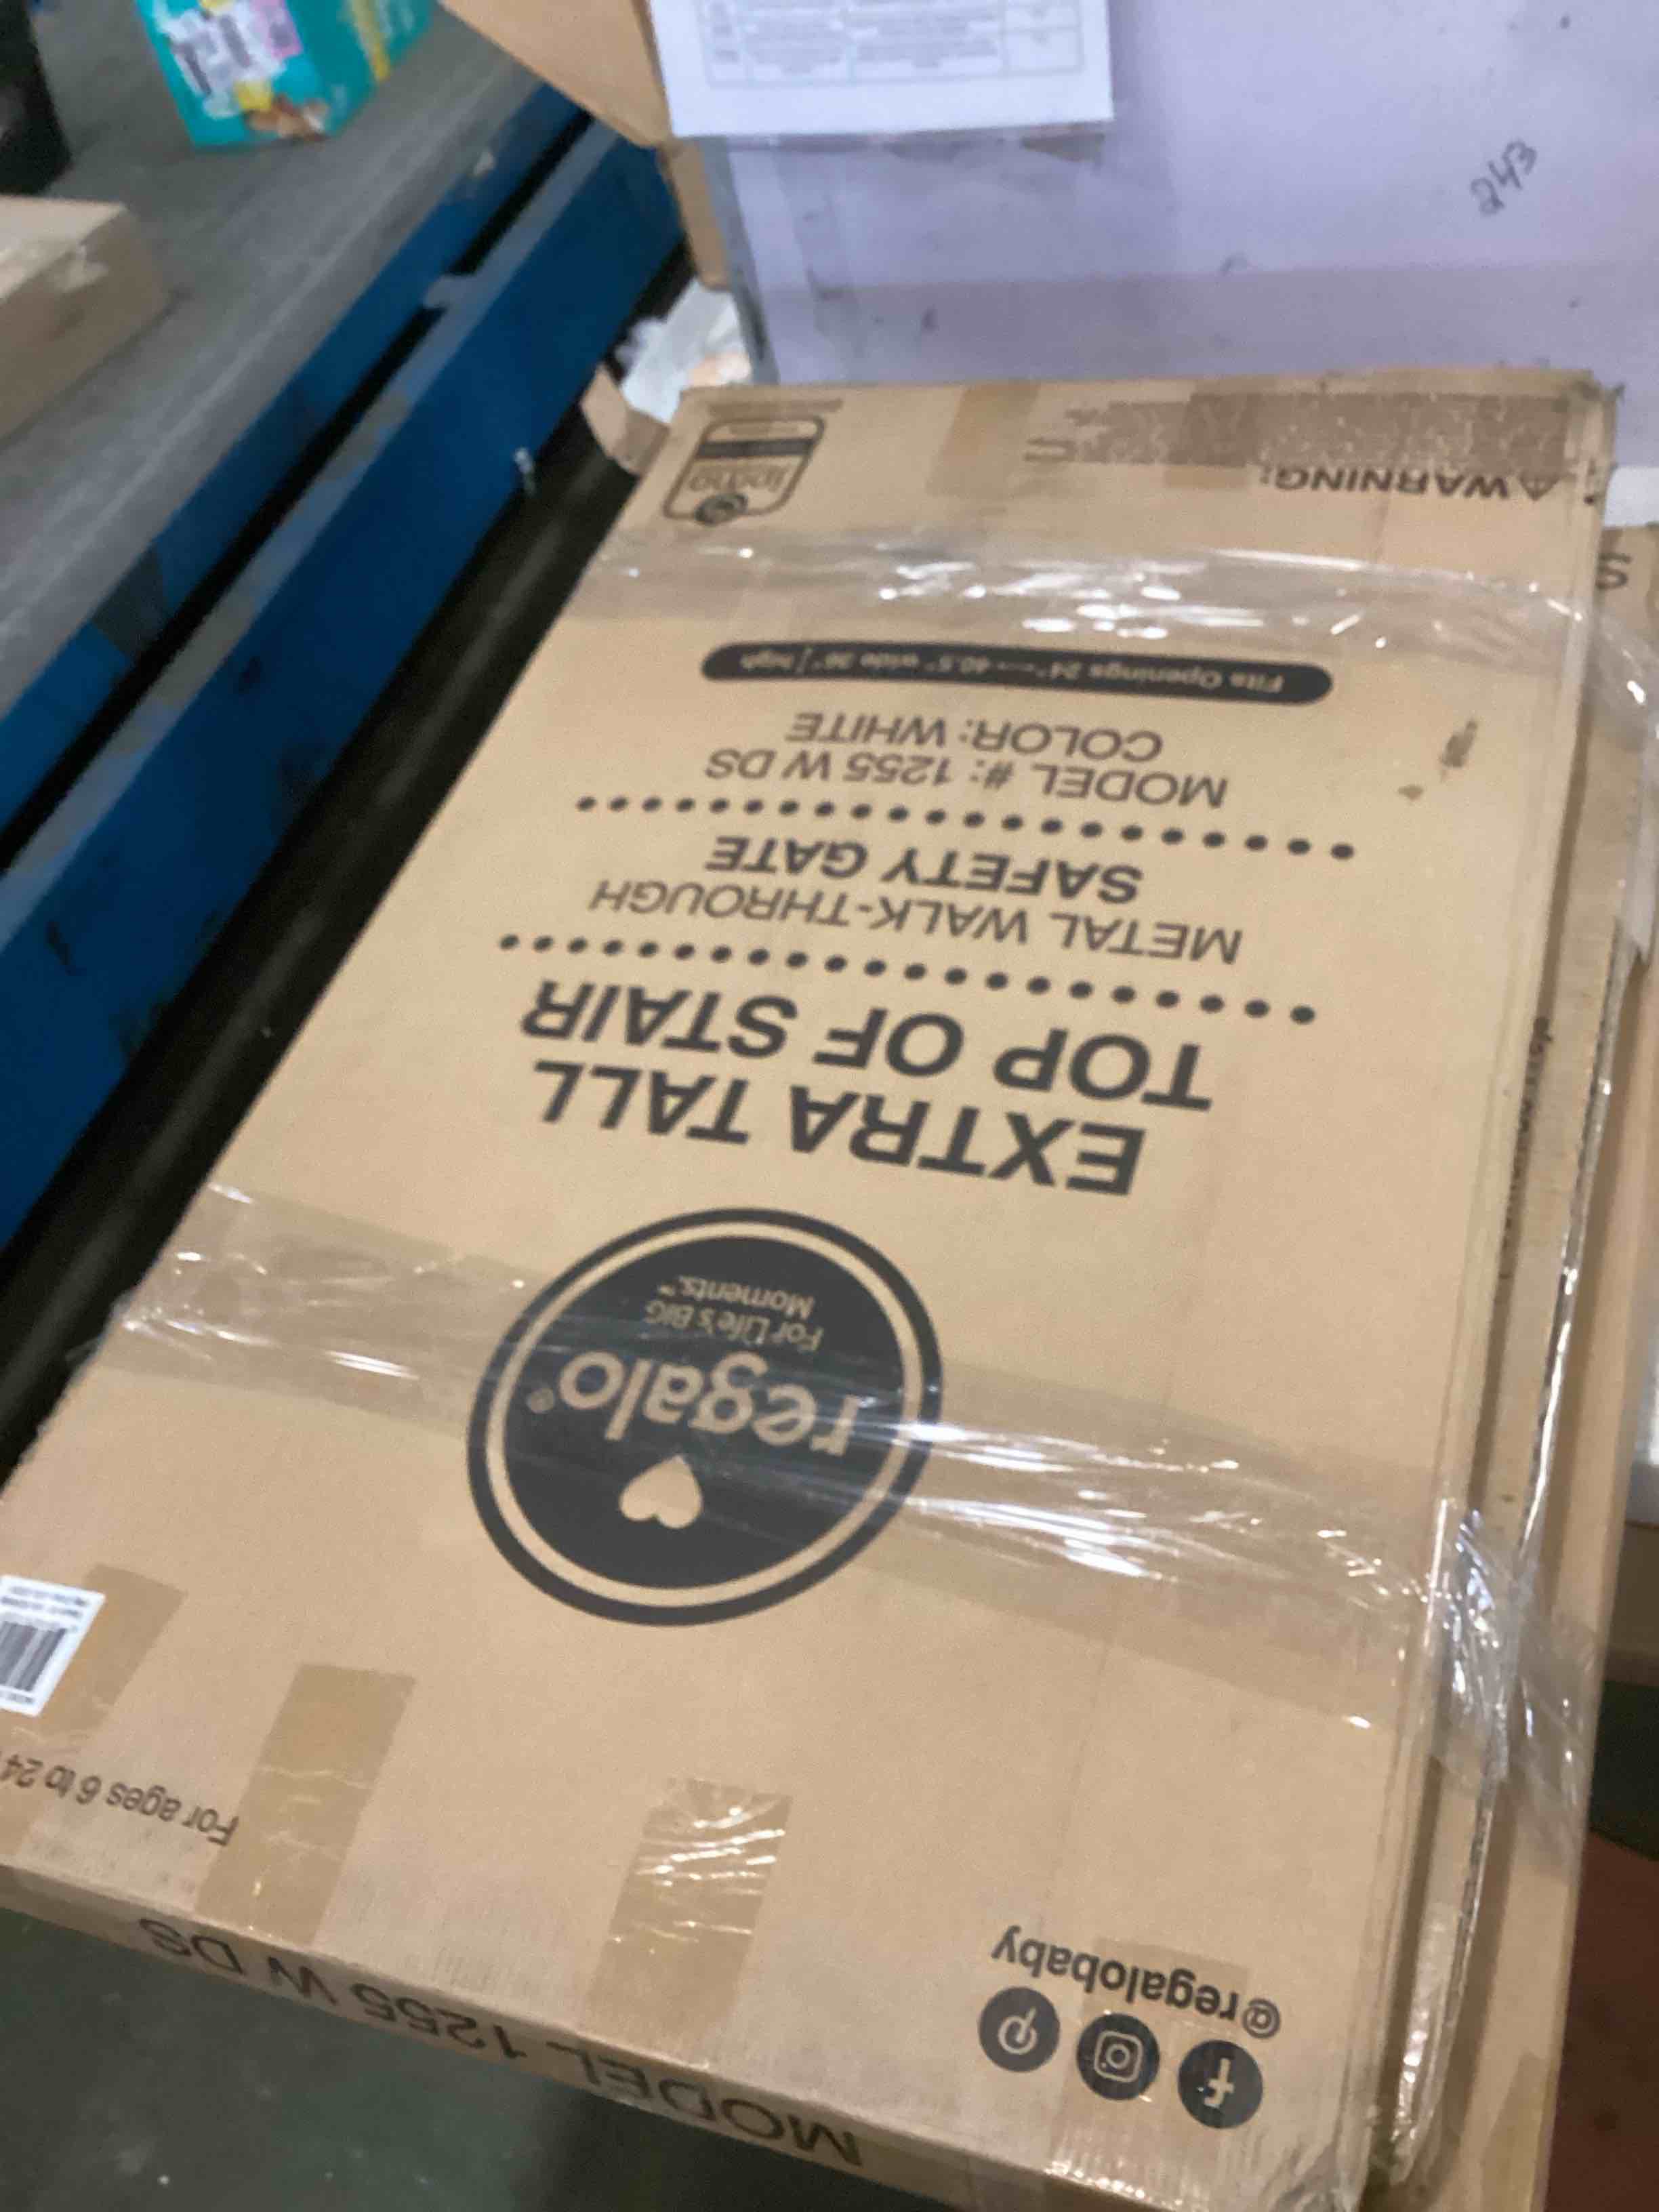 @regalobaby
For ages 6 to 24
regalo®
For Life's BIG
Moments.™
EXTRA TALL
TOP OF STAIR
METAL WALK-THROUGH
SAFETY GATE
MODEL #: 1255 W DS
COLOR: WHITE
Fits Openings 24"—40.5" wide 36" high
⚠WARNING:
jpma
MODEL 1255 W DS
243